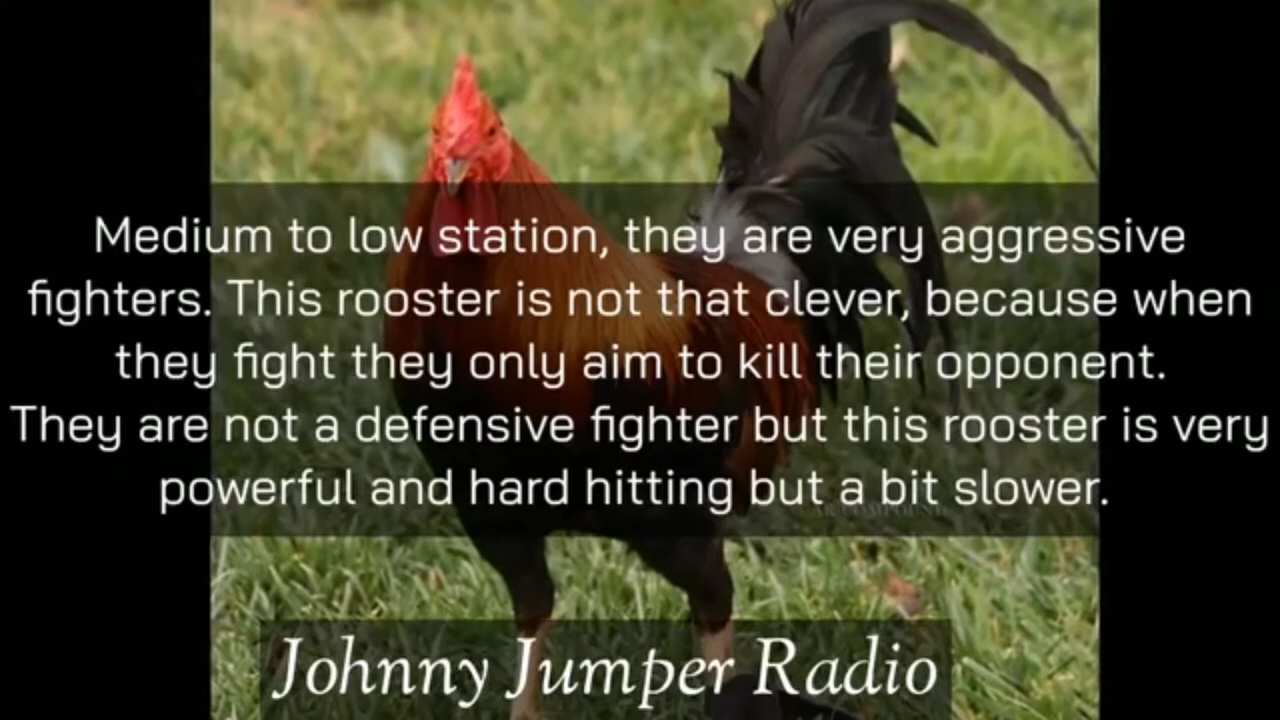 Medium to low station, they are very aggressive
fighters. This rooster is not that clever, because when
they fight they only aim to kill their opponent.
They are not a defensive fighter but this rooster is very
powerful and hard hitting but a bit slower.
Johnny Jumper Radio